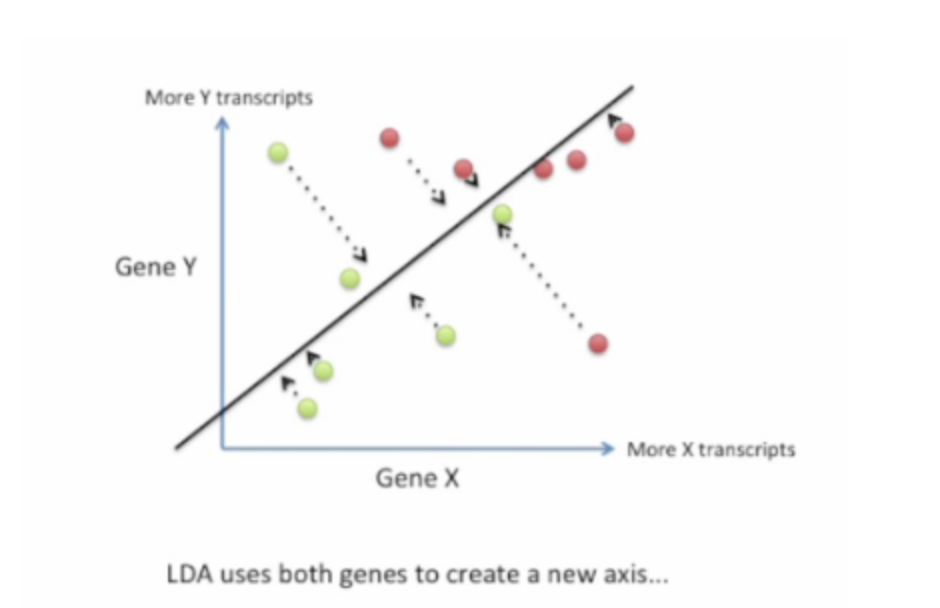 More Y transcripts
Gene Y
More X transcripts
Gene X
LDA uses both genes to create a new axis...